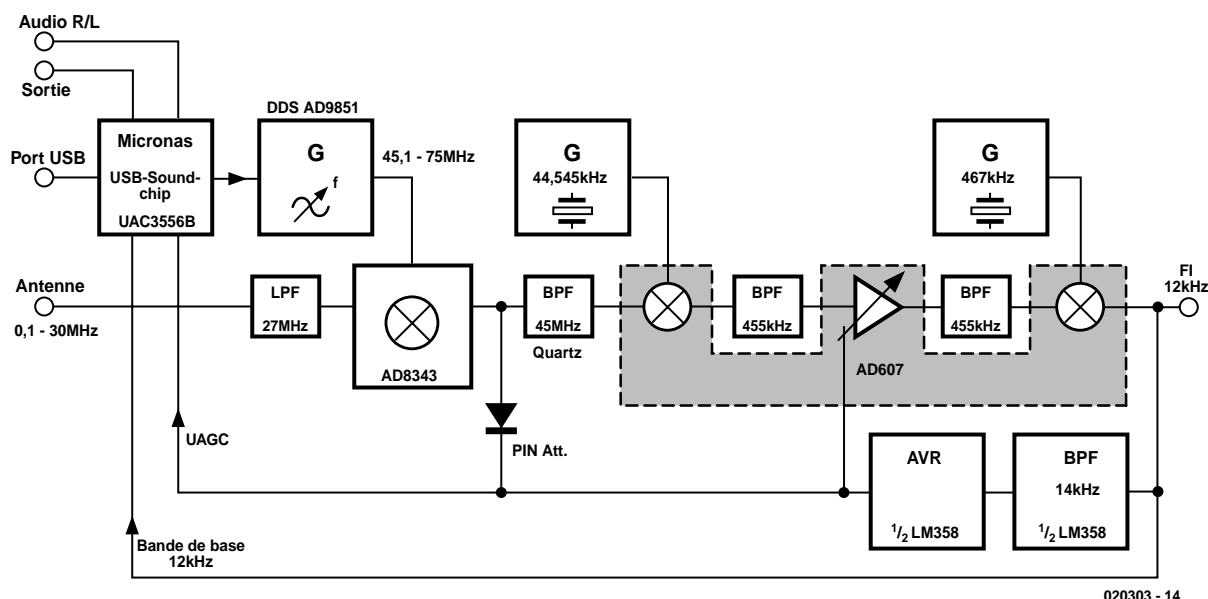 Audio R/L
Sortie
Port USB
Micronas
USB-Sound-
chip
UAC3556B
DDS AD9851
G
f
45,1 - 75MHz
G
44,545kHz
G
467kHz
Antenne
0,1 - 30MHz
LPF
27MHz
AD8343
BPF
45MHz
Quartz
BPF
455kHz
AD607
BPF
455kHz
FI
12kHz
UAGC
PIN Att.
AVR
1/2 LM358
BPF
14kHz
1/2 LM358
Bande de base
12kHz
020303 - 14